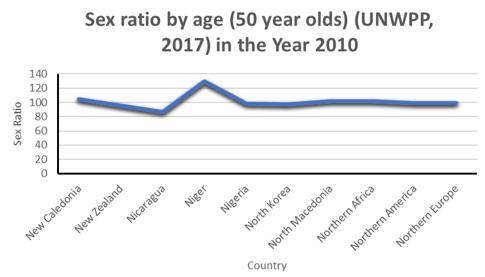 Sex ratio by age (50 year olds) (UNWPP,
2017) in the Year 2010
140
120
100
80
60
40
20
0
Sex Ratio
New Caledonia
New Zealand
Nicaragua
Niger
Nigeria
North Korea
North Macedonia
Northern Africa
Northern America
Northern Europe
Country